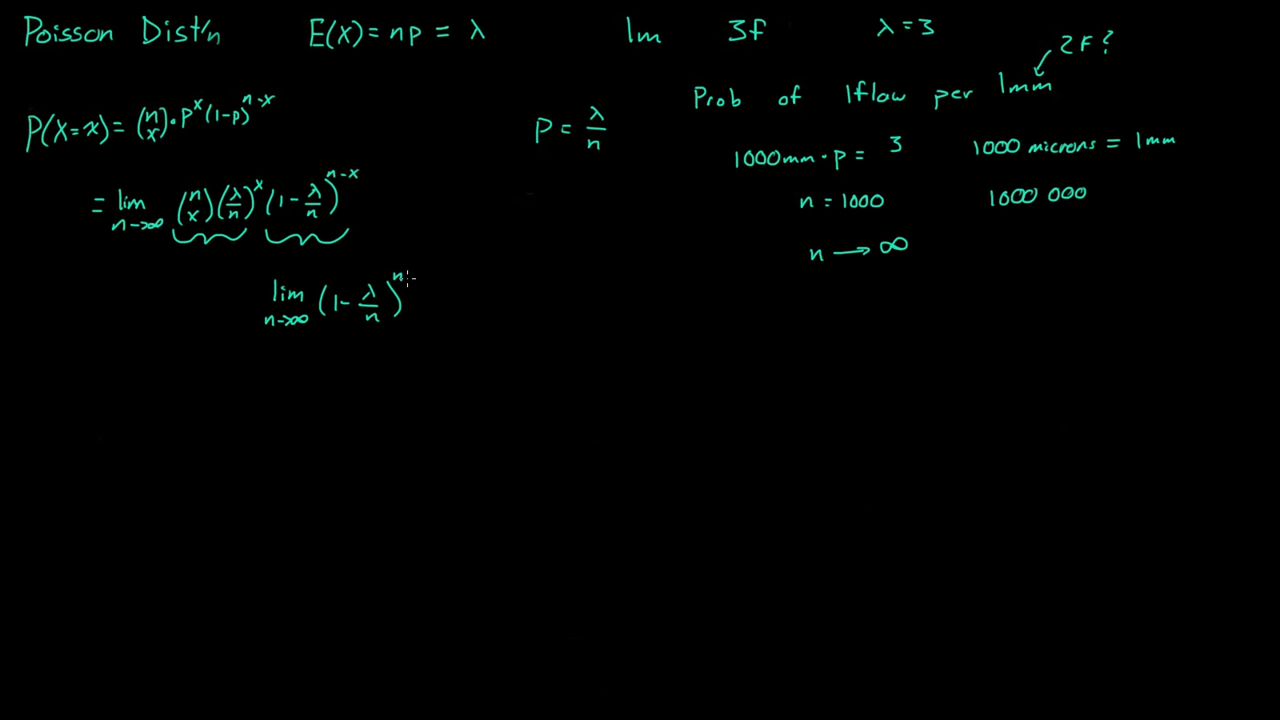 Poisson Dist'n E(X) = np = λ 1m 3f λ = 3
2F?
Prob of 1flow per 1mm
P(X=x) = (n x) · p^x (1-p)^n-x P = λ/n
1000mm · p = 3 1000 microns = 1mm
= lim n→∞ (n x) (λ/n)^x (1 - λ/n)^n-x n = 1000 1000 000
n → ∞
lim n→∞ (1 - λ/n)^n